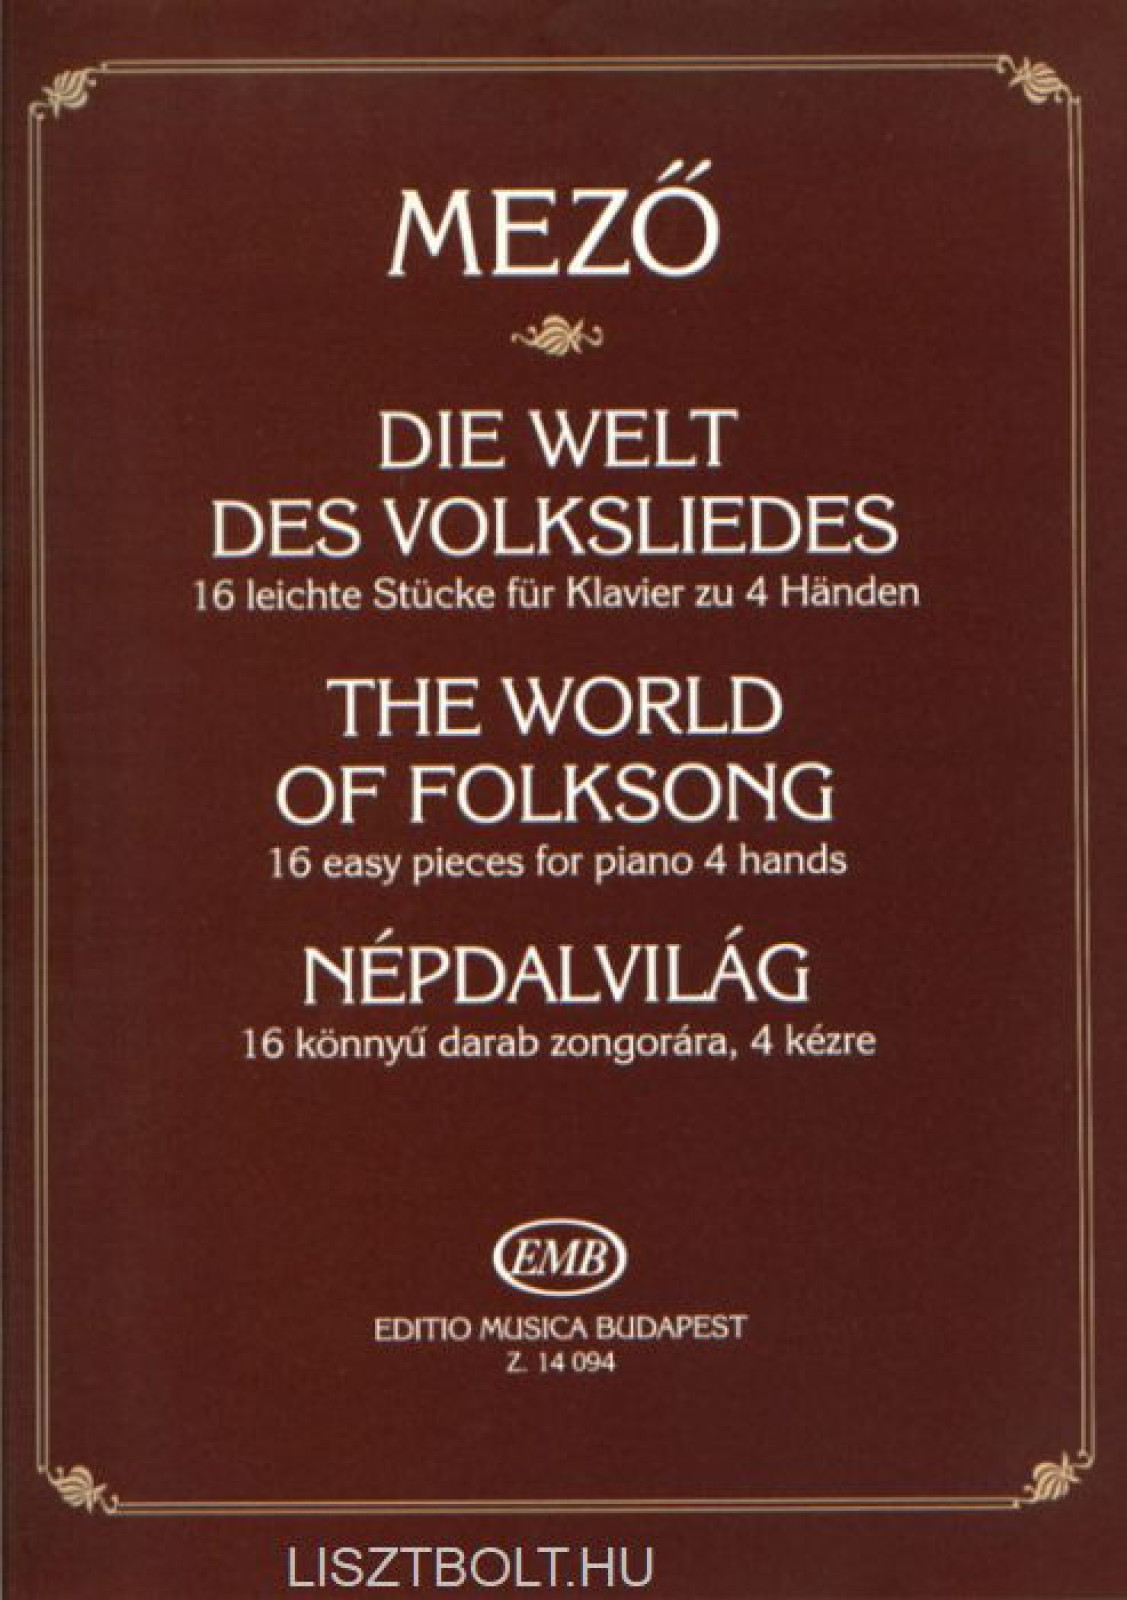 MEZŐ
DIE WELT
DES VOLKSLIEDES
16 leichte Stücke für Klavier zu 4 Händen
THE WORLD
OF FOLKSONG
16 easy pieces for piano 4 hands
NÉPDALVILÁG
16 könnyű darab zongorára, 4 kézre
EMB
EDITIO MUSICA BUDAPEST
Z. 14 094
LISZTBOLT.HU